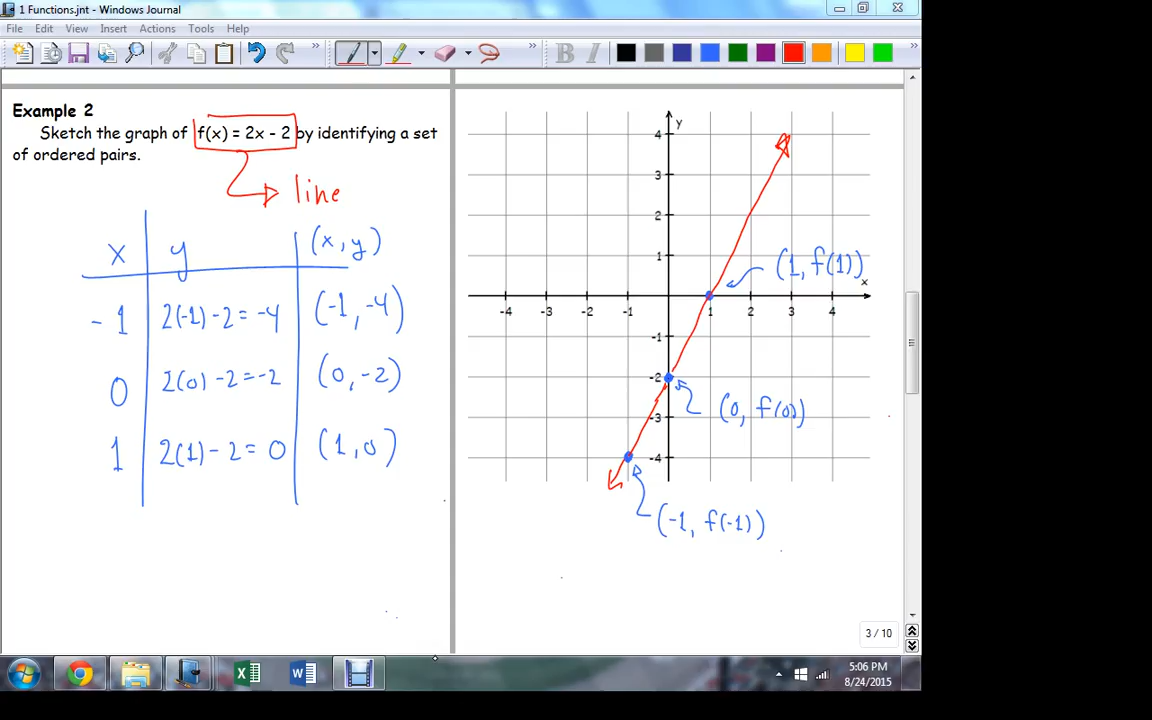 1 Functions.jnt - Windows Journal
File Edit View Insert Actions Tools Help
B I
Example 2
Sketch the graph of f(x) = 2x - 2 by identifying a set
of ordered pairs.
line
x y (x, y)
-1 2(-1)-2=-4 (-1, -4)
0 2(0)-2=-2 (0, -2)
1 2(1)-2=0 (1, 0)
y
4
3
2
1
(1, f(1))
x
-4 -3 -2 -1 1 2 3 4
-1
-2
(0, f(0))
-3
-4
(-1, f(-1))
3 / 10
5:06 PM
8/24/2015